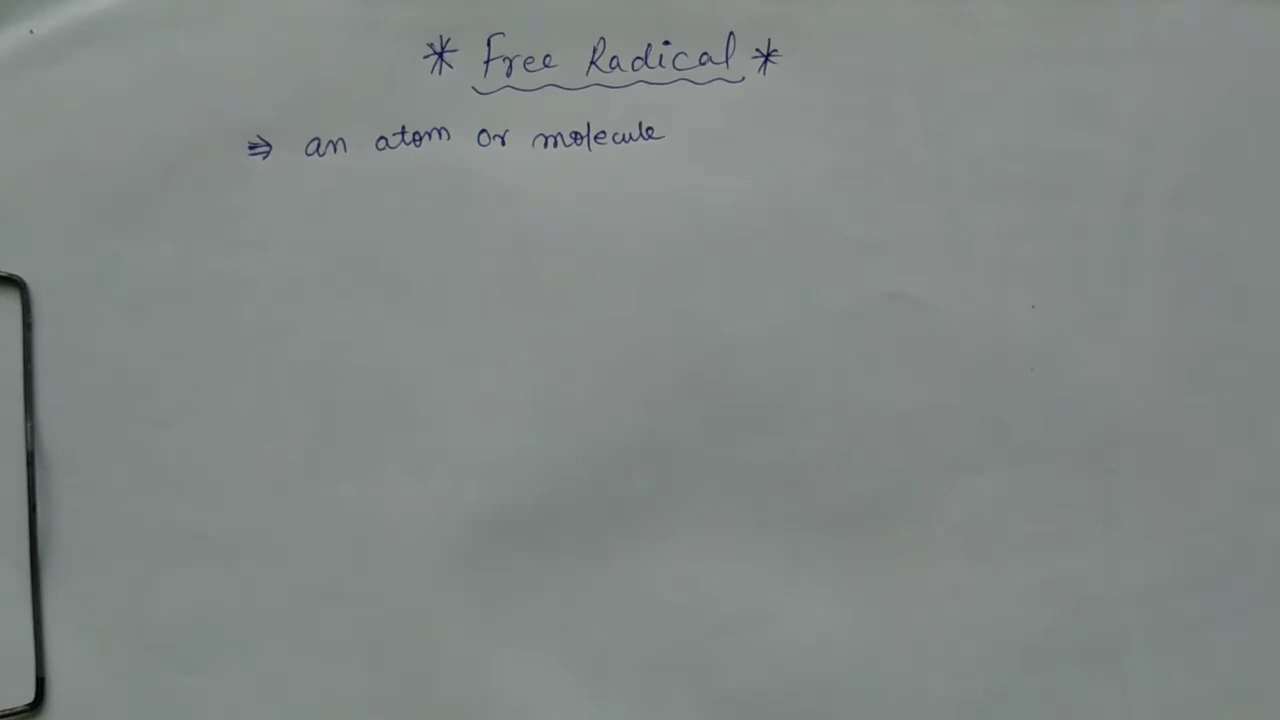 * Free Radical *
⇒ an atom or molecule